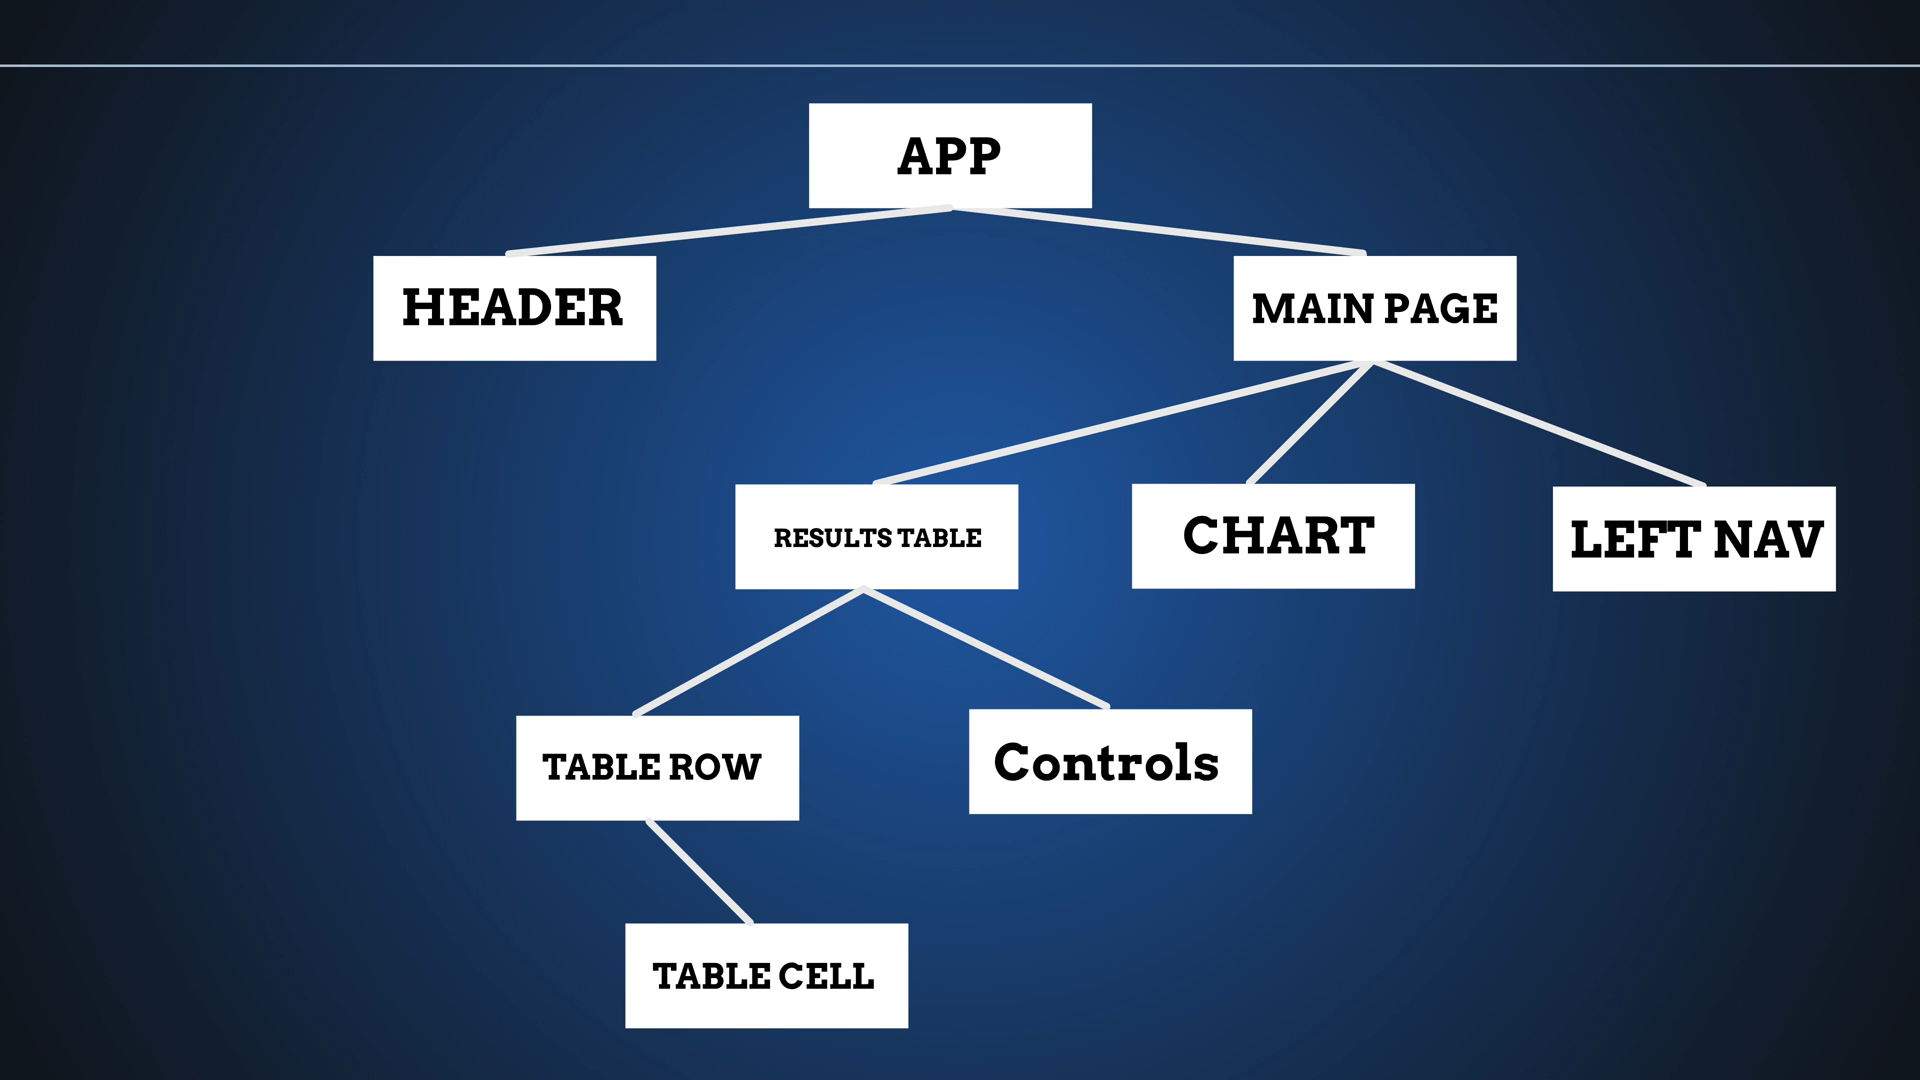 APP
HEADER
MAIN PAGE
RESULTS TABLE
CHART
LEFT NAV
TABLE ROW
Controls
TABLE CELL